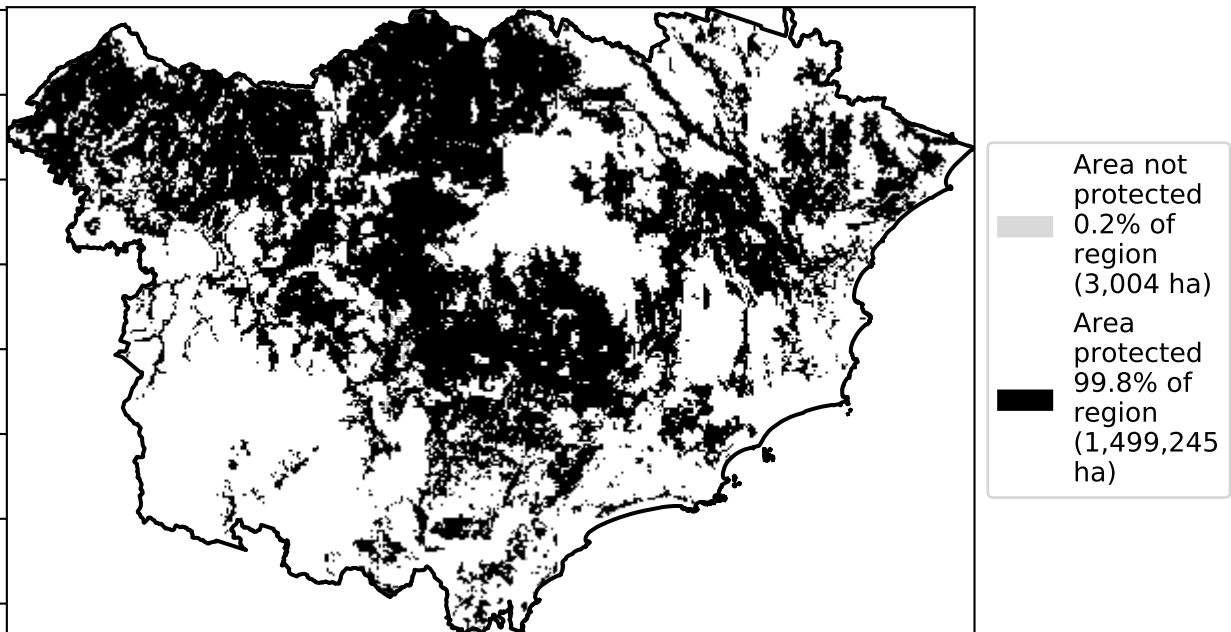 Area not
protected
0.2% of
region
(3,004 ha)
Area
protected
99.8% of
region
(1,499,245
ha)